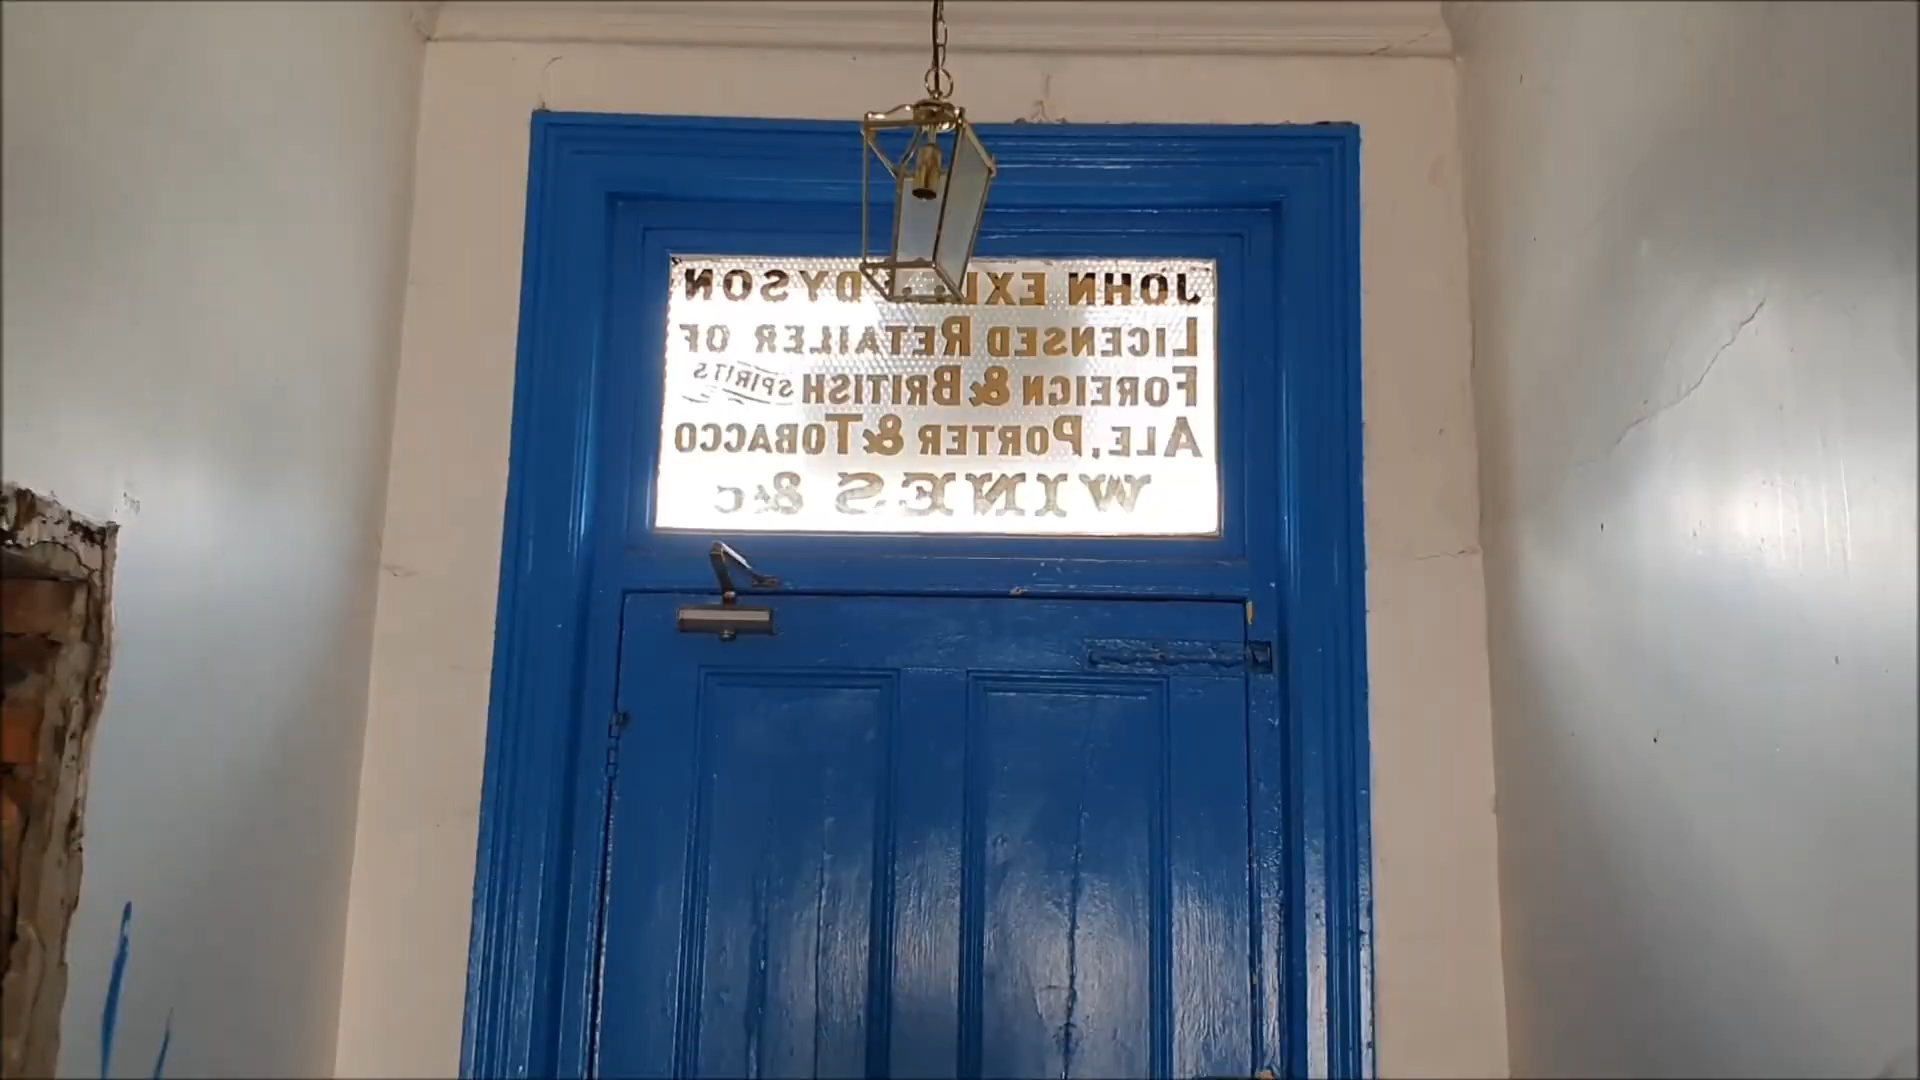 JOHN DYSON
LICENSED RETAILER OF
FOREIGN & BRITISH SPIRITS
ALE, PORTER & TOBACCO
WINES &c